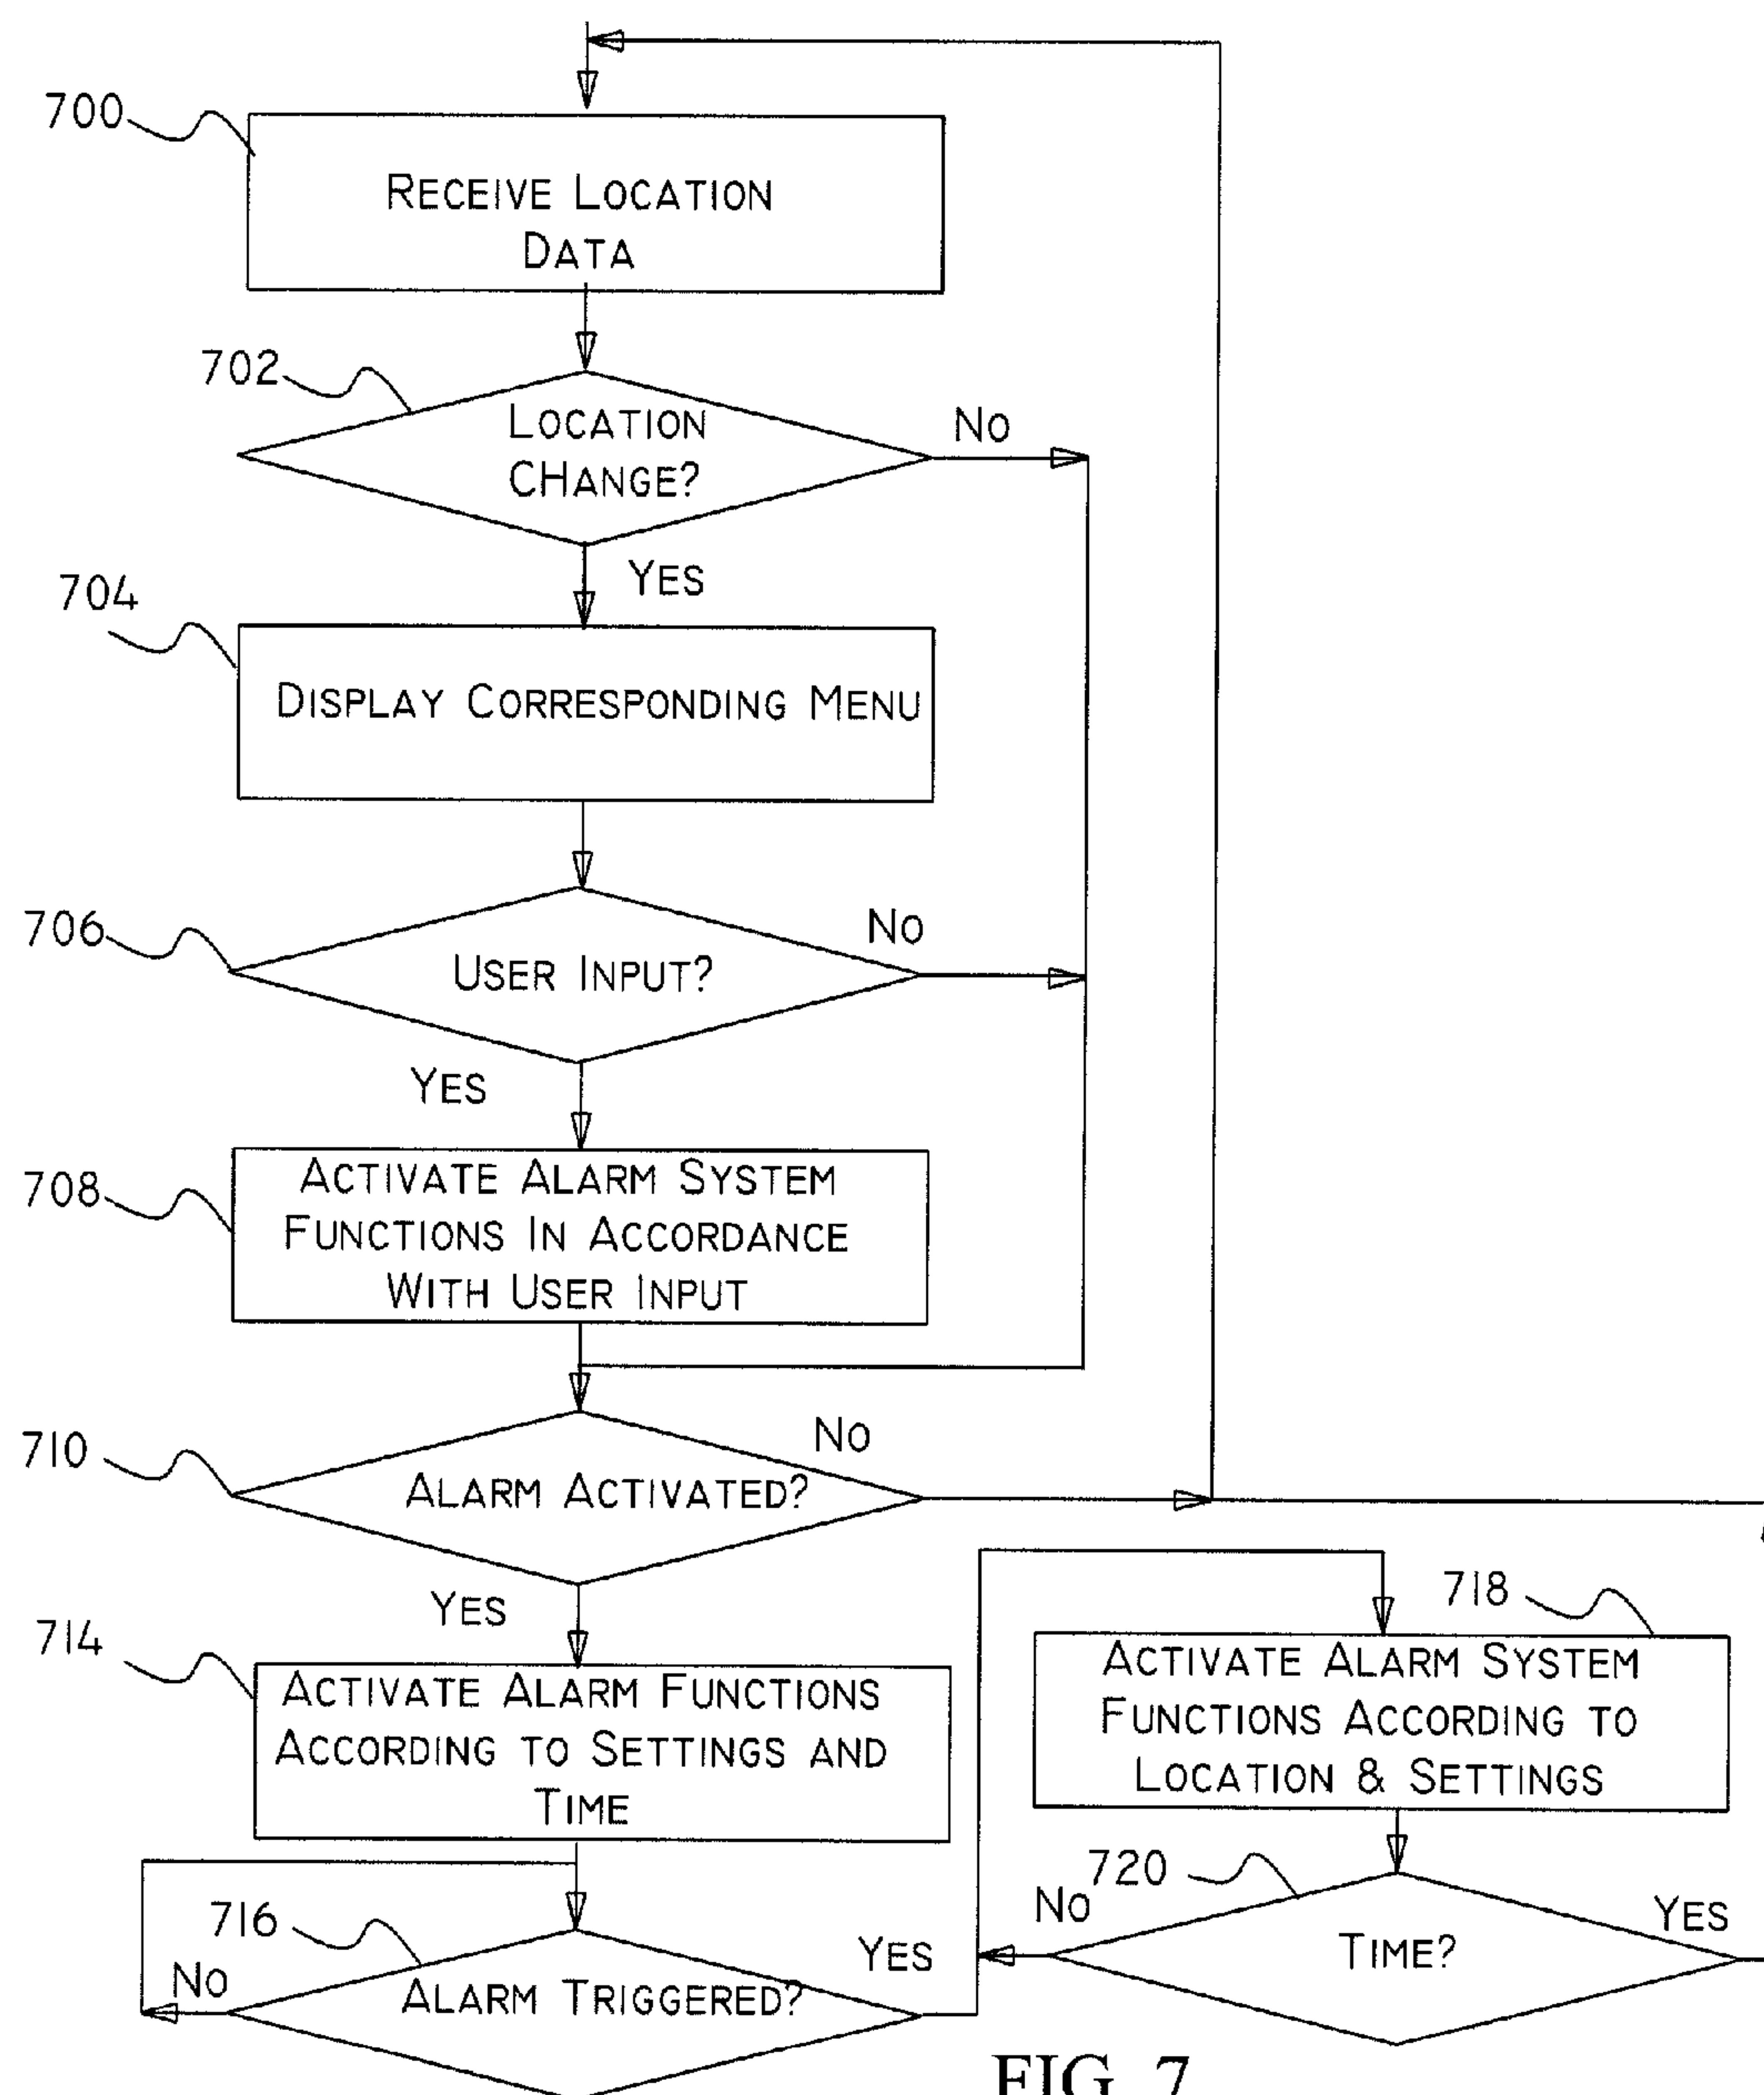 700
RECEIVE LOCATION
DATA
702
LOCATION
CHANGE?
NO
YES
704
DISPLAY CORRESPONDING MENU
706
USER INPUT?
NO
YES
708
ACTIVATE ALARM SYSTEM
FUNCTIONS IN ACCORDANCE
WITH USER INPUT
710
ALARM ACTIVATED?
NO
YES
714
ACTIVATE ALARM FUNCTIONS
ACCORDING TO SETTINGS AND
TIME
716
ALARM TRIGGERED?
NO
YES
718
ACTIVATE ALARM SYSTEM
FUNCTIONS ACCORDING TO
LOCATION & SETTINGS
720
TIME?
NO
YES
FIG. 7